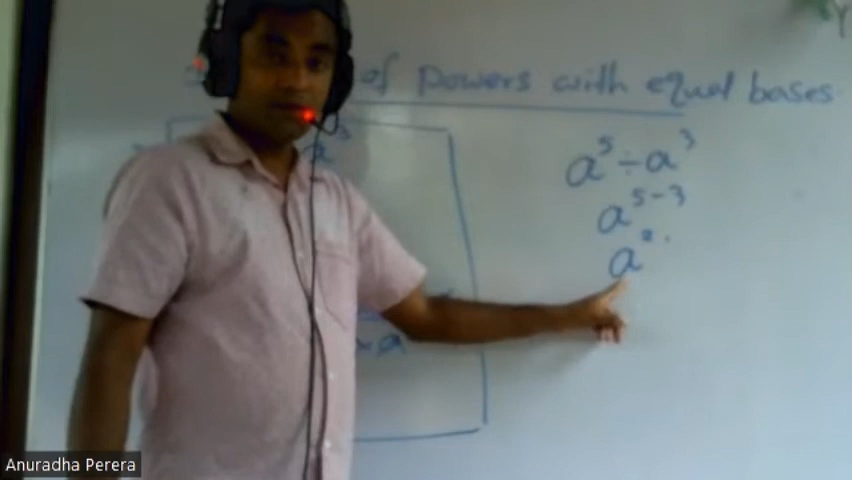 of powers with equal bases
a⁵ ÷ a³
a⁵⁻³
a²
× a
Anuradha Perera